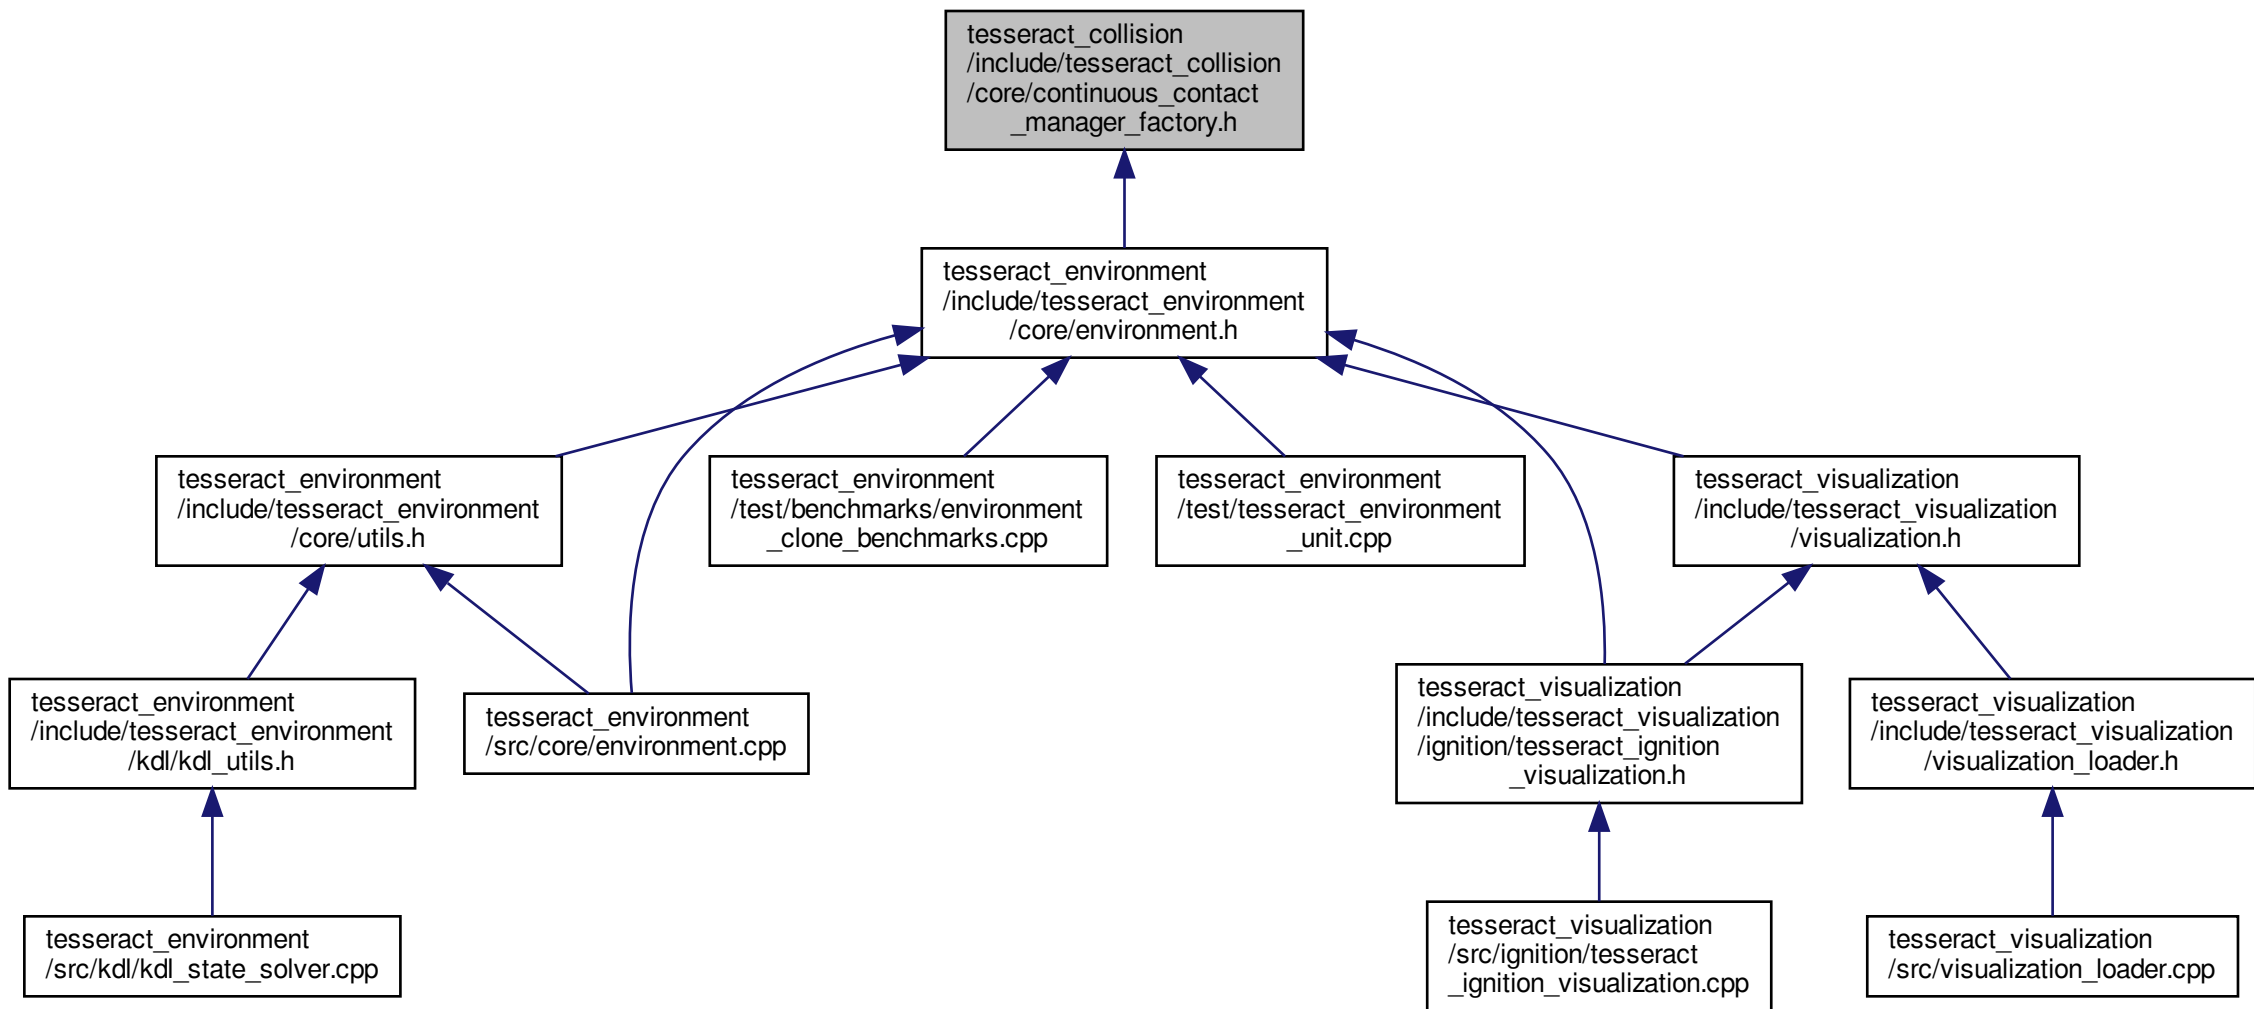 tesseract_collision
/include/tesseract_collision
/core/continuous_contact
_manager_factory.h
tesseract_environment
/include/tesseract_environment
/core/environment.h
tesseract_environment
/include/tesseract_environment
/core/utils.h
tesseract_environment
/test/benchmarks/environment
_clone_benchmarks.cpp
tesseract_environment
/test/tesseract_environment
_unit.cpp
tesseract_visualization
/include/tesseract_visualization
/visualization.h
tesseract_environment
/include/tesseract_environment
/kdl/kdl_utils.h
tesseract_environment
/src/core/environment.cpp
tesseract_visualization
/include/tesseract_visualization
/ignition/tesseract_ignition
_visualization.h
tesseract_visualization
/include/tesseract_visualization
/visualization_loader.h
tesseract_environment
/src/kdl/kdl_state_solver.cpp
tesseract_visualization
/src/ignition/tesseract
_ignition_visualization.cpp
tesseract_visualization
/src/visualization_loader.cpp